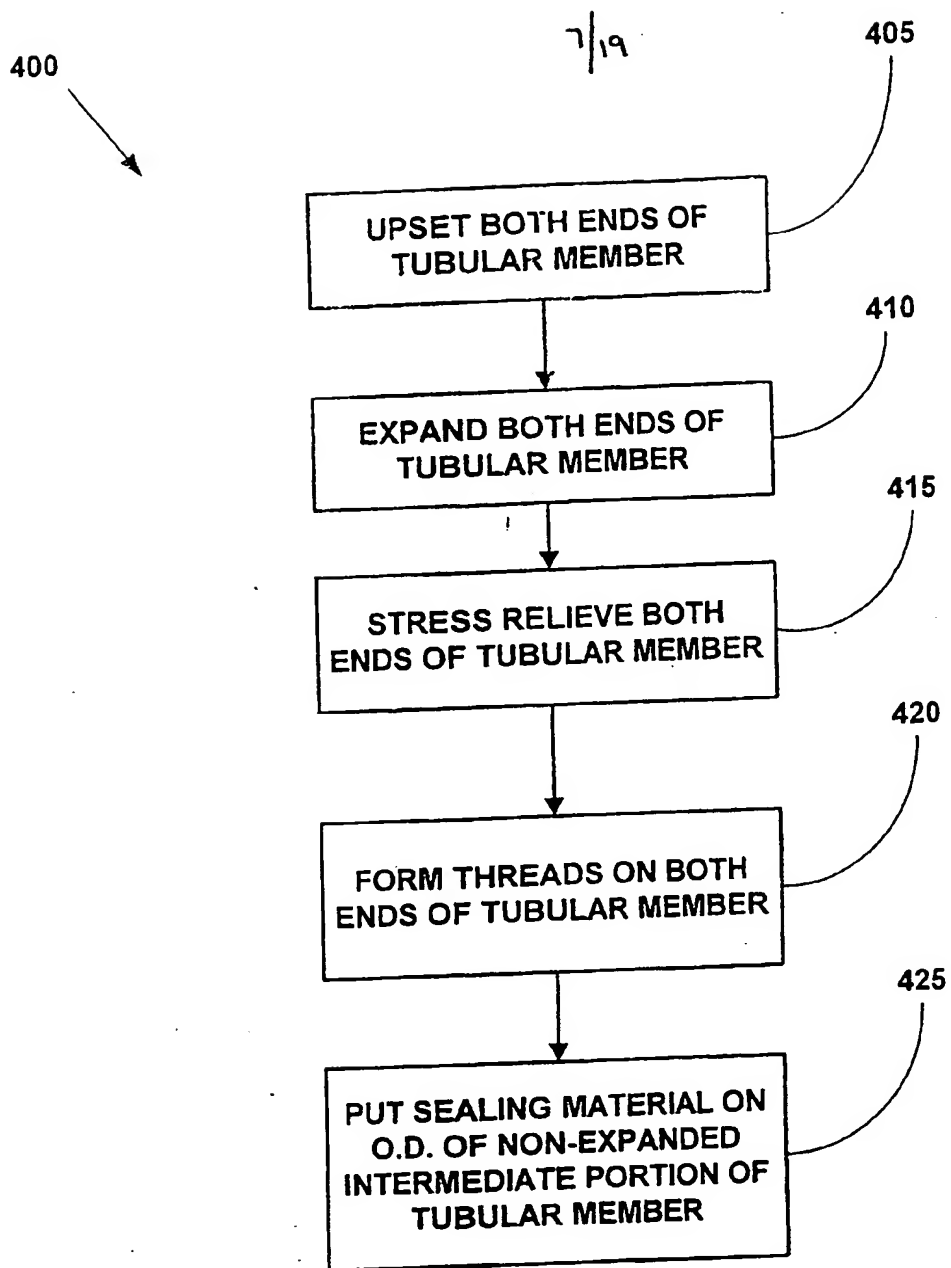 7/19
400
405
UPSET BOTH ENDS OF
TUBULAR MEMBER
410
EXPAND BOTH ENDS OF
TUBULAR MEMBER
415
STRESS RELIEVE BOTH
ENDS OF TUBULAR MEMBER
420
FORM THREADS ON BOTH
ENDS OF TUBULAR MEMBER
425
PUT SEALING MATERIAL ON
O.D. OF NON-EXPANDED
INTERMEDIATE PORTION OF
TUBULAR MEMBER